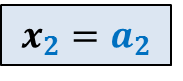 x₂ = a₂